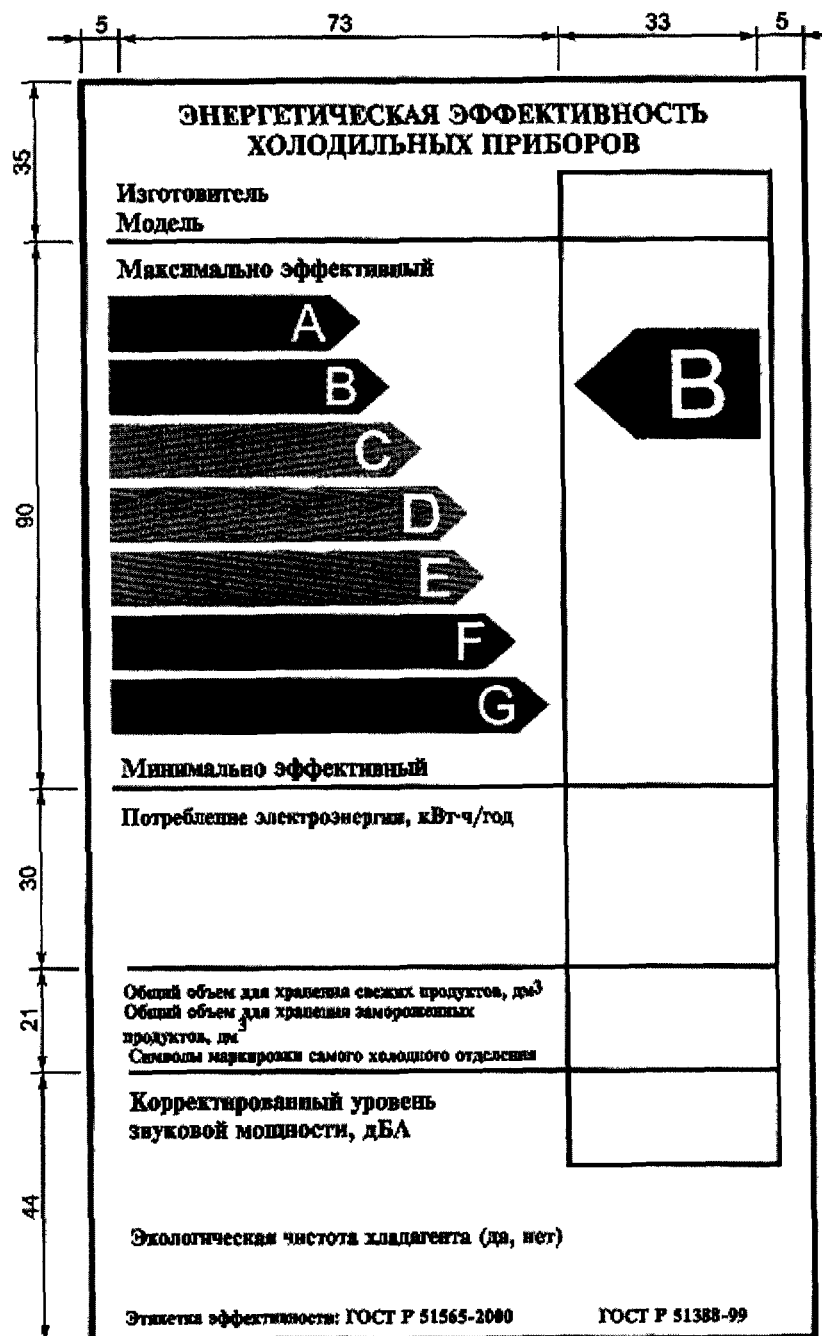 5 73 33 5
ЭНЕРГЕТИЧЕСКАЯ ЭФФЕКТИВНОСТЬ
ХОЛОДИЛЬНЫХ ПРИБОРОВ
35
Изготовитель
Модель
Максимально эффективный
A
B
B
C
90
D
E
F
G
Минимально эффективный
Потребление электроэнергии, кВт·ч/год
30
Общий объем для хранения свежих продуктов, дм³
Общий объем для хранения замороженных
продуктов, дм³
21
Символы маркировки самого холодного отделения
Корректированный уровень
звуковой мощности, дБА
44
Экологическая чистота хладагента (да, нет)
Этикетка эффективности: ГОСТ Р 51565-2000 ГОСТ Р 51388-99